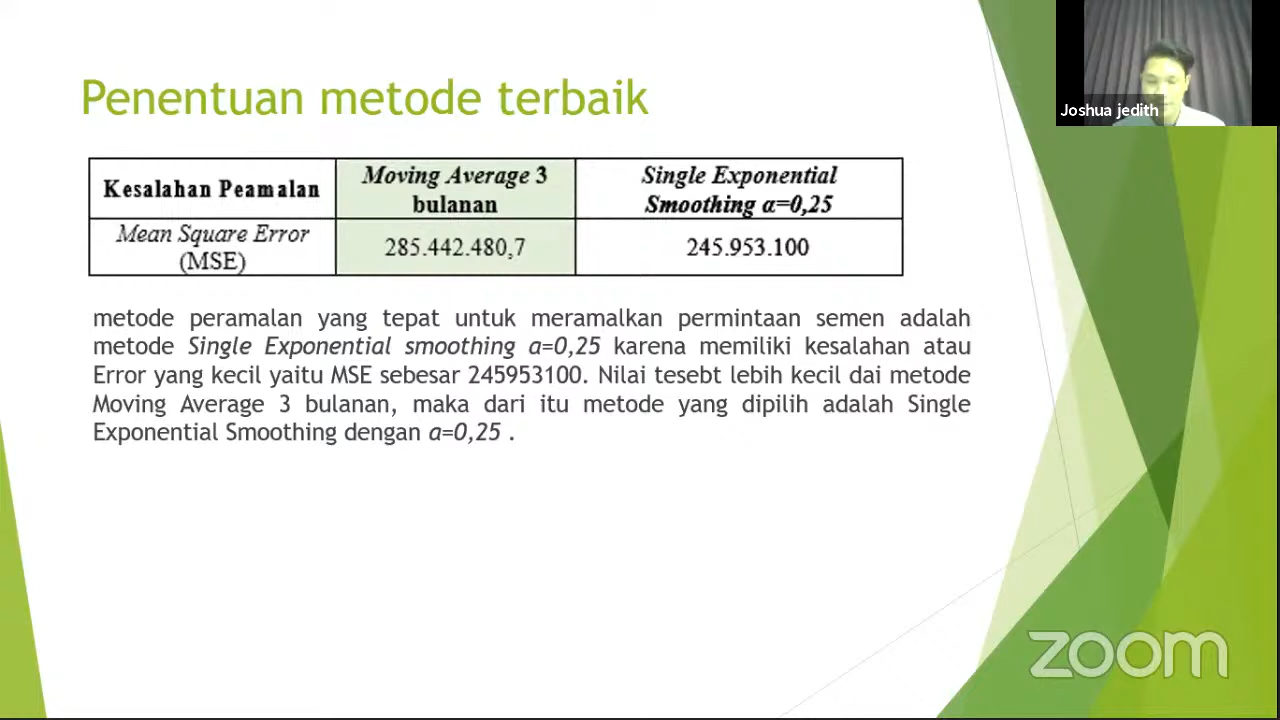 Penentuan metode terbaik
Joshua jedith
Kesalahan Peamalan
Moving Average 3
bulanan
Single Exponential
Smoothing α=0,25
Mean Square Error
(MSE)
285.442.480,7
245.953.100
metode peramalan yang tepat untuk meramalkan permintaan semen adalah
metode Single Exponential smoothing α=0,25 karena memiliki kesalahan atau
Error yang kecil yaitu MSE sebesar 245953100. Nilai tesebt lebih kecil dai metode
Moving Average 3 bulanan, maka dari itu metode yang dipilih adalah Single
Exponential Smoothing dengan α=0,25 .
zoom